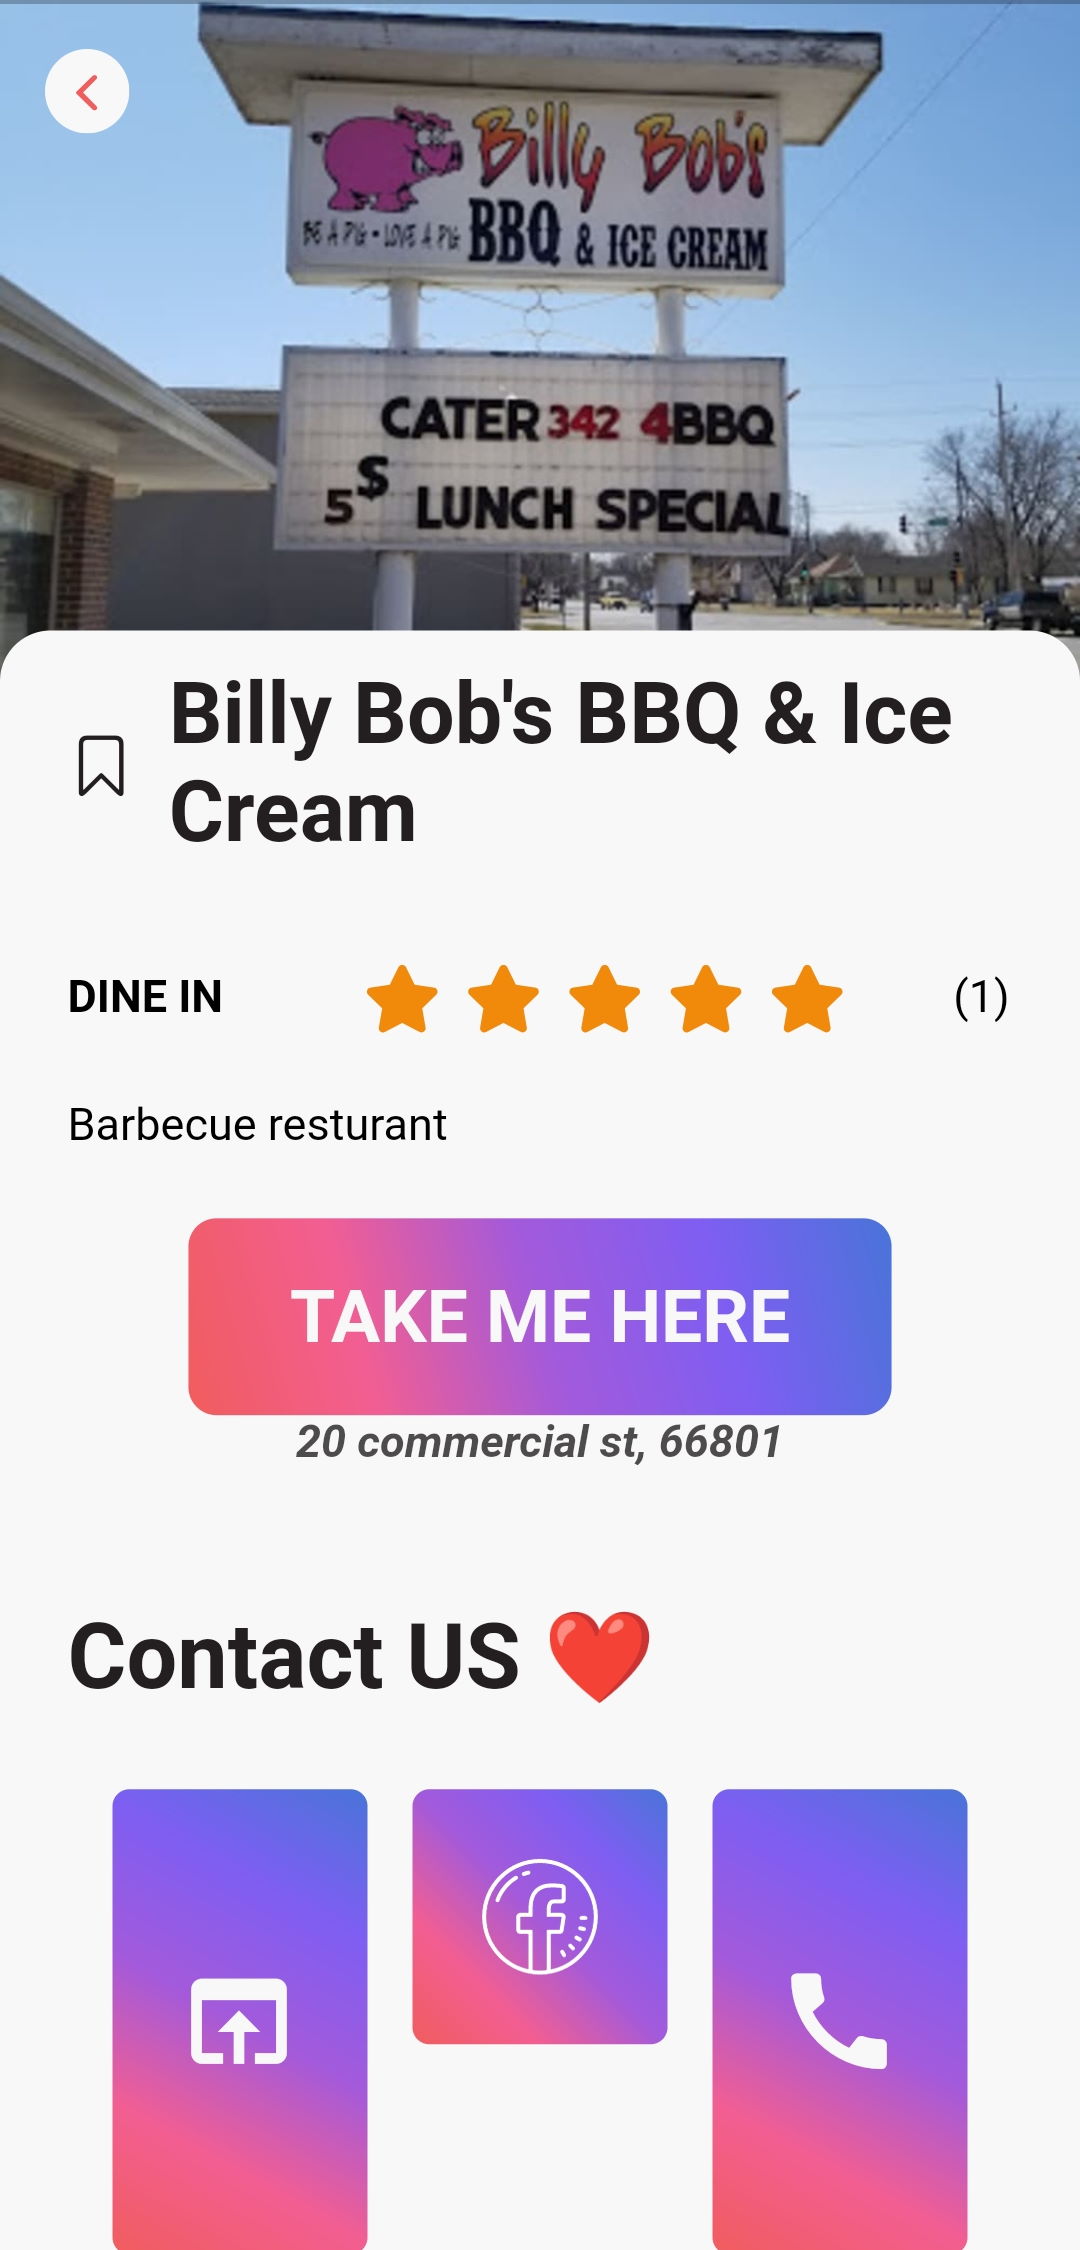 Billy Bob's
BE A PIG • LOVE A PIG BBQ & ICE CREAM
CATER 342 4BBQ
5$ LUNCH SPECIAL
Billy Bob's BBQ & Ice
Cream
DINE IN (1)
Barbecue resturant
TAKE ME HERE
20 commercial st, 66801
Contact US ❤️